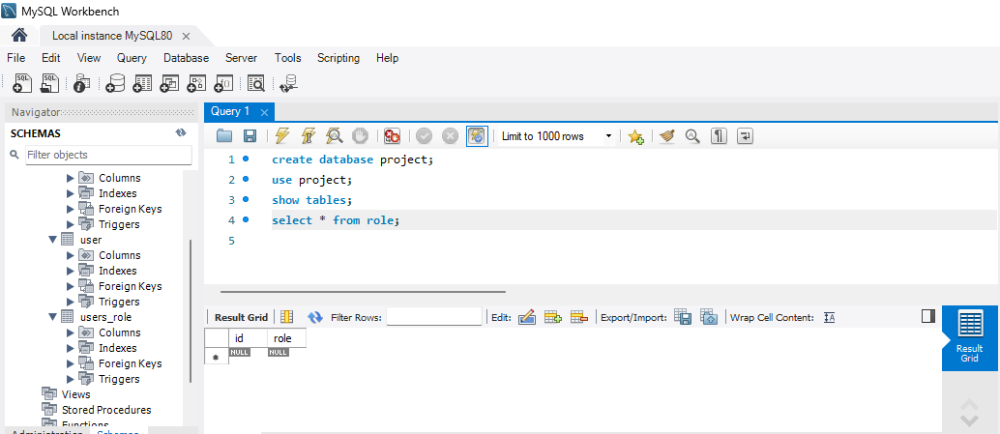 MySQL Workbench
Local instance MySQL80
File Edit View Query Database Server Tools Scripting Help
Navigator
SCHEMAS
Filter objects
Columns
Indexes
Foreign Keys
Triggers
user
Columns
Indexes
Foreign Keys
Triggers
users_role
Columns
Indexes
Foreign Keys
Triggers
Views
Stored Procedures
Functions
Administration Schemas
Query 1
Limit to 1000 rows
1 create database project;
2 use project;
3 show tables;
4 select * from role;
5
Result Grid Filter Rows: Edit: Export/Import: Wrap Cell Content:
id role
* NULL NULL
Result
Grid